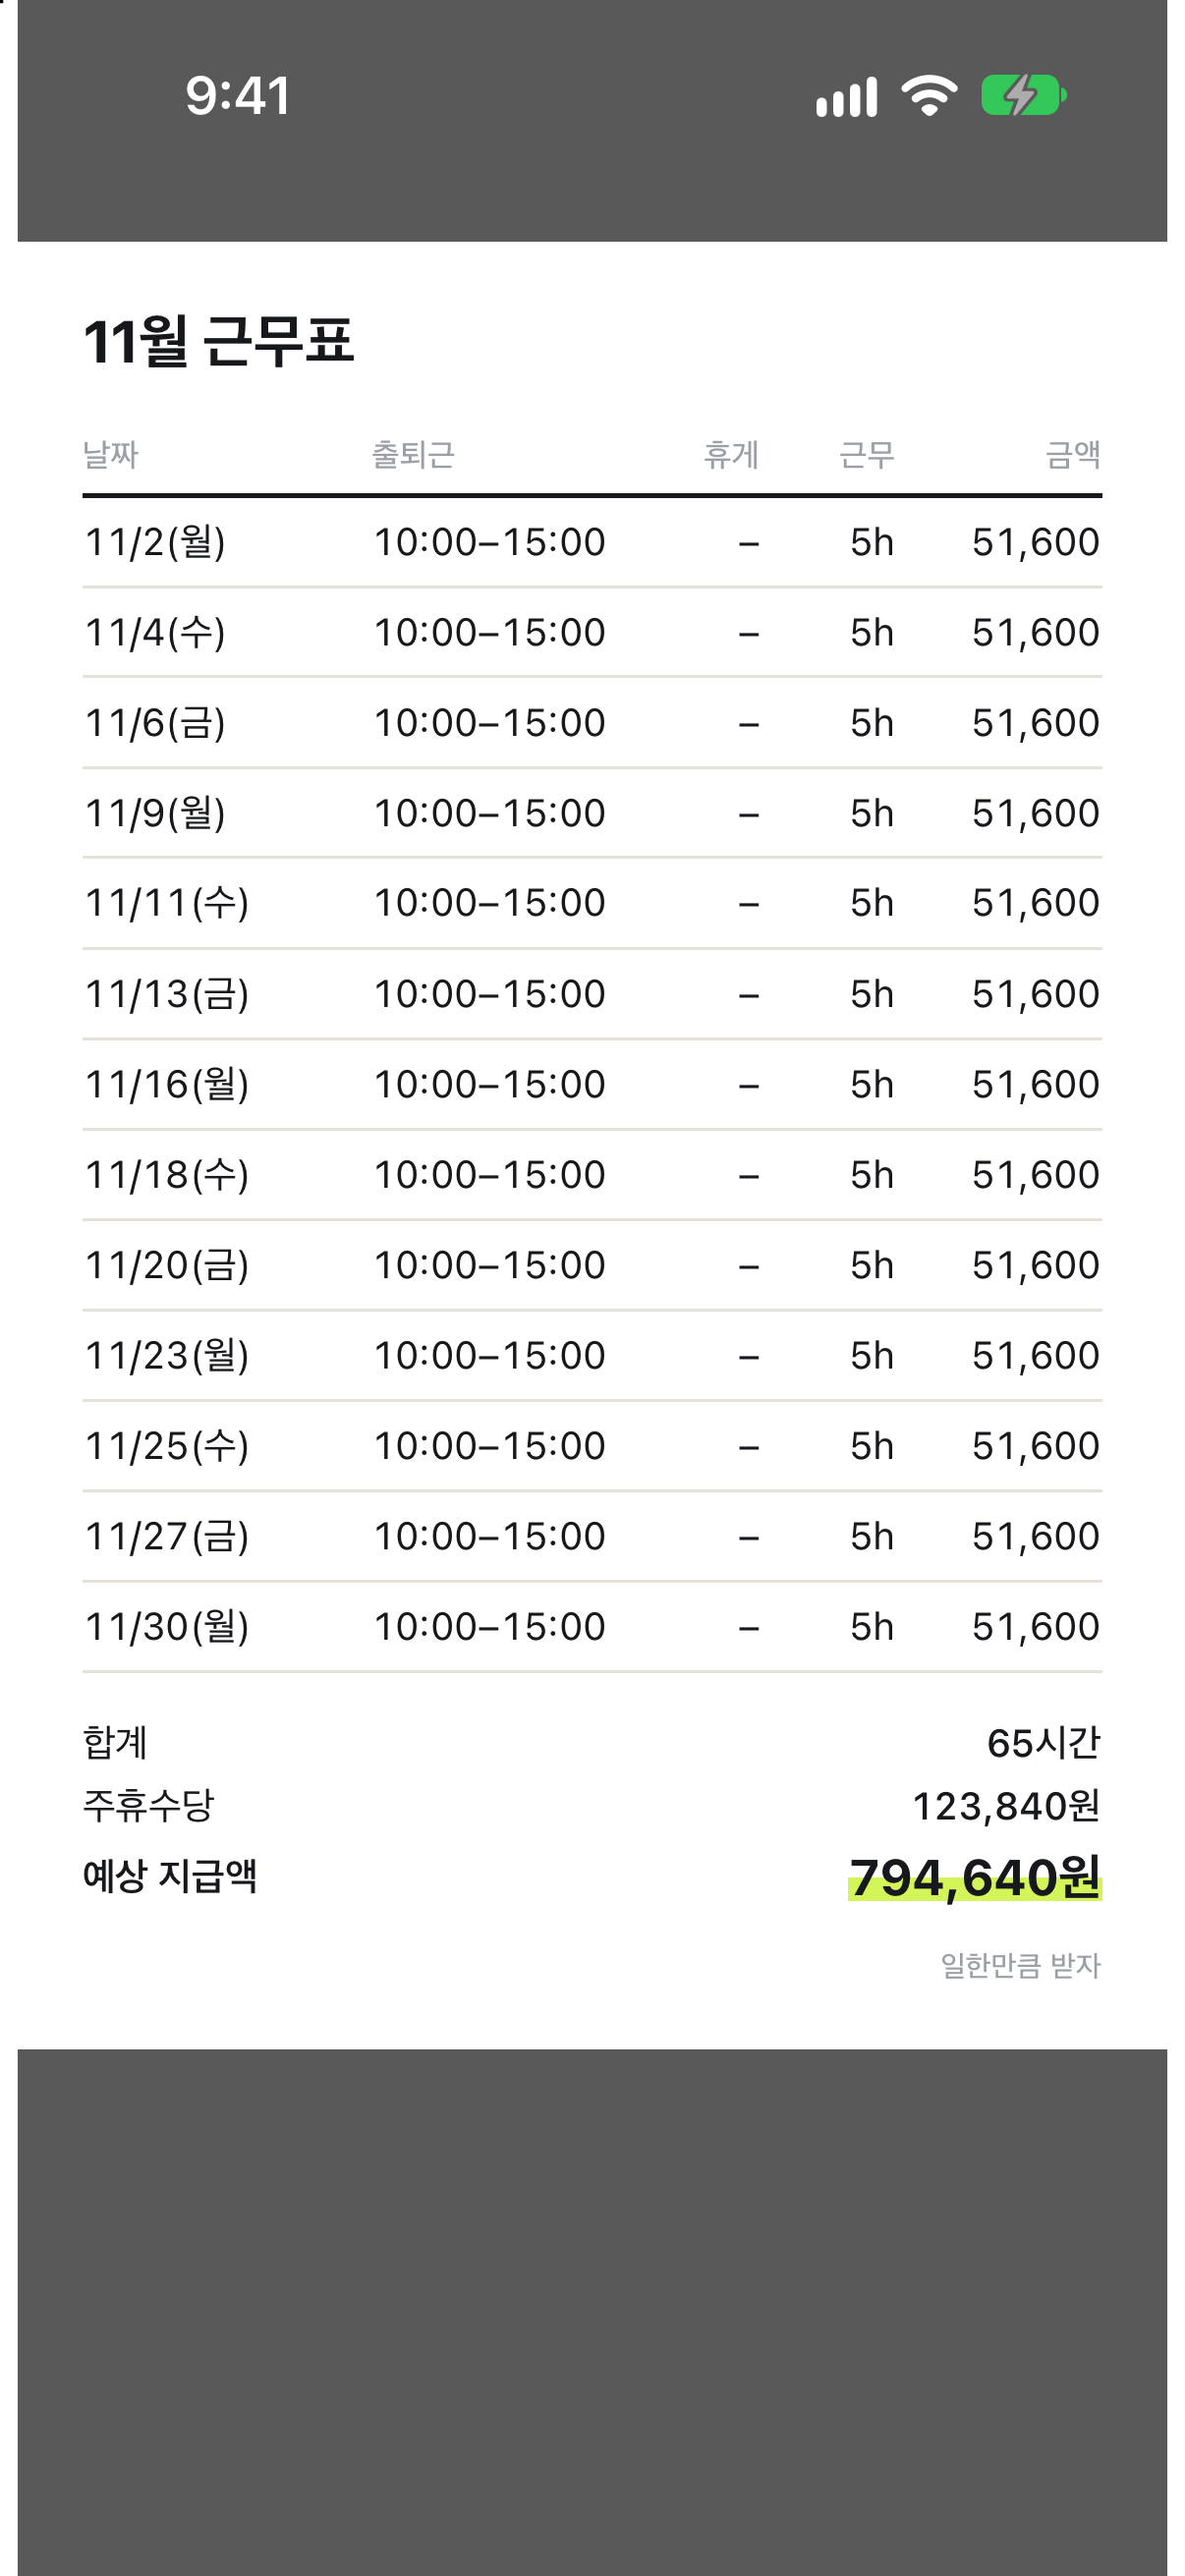 9:41
11월 근무표
날짜 출퇴근 휴게 근무 금액
11/2(월) 10:00–15:00 – 5h 51,600
11/4(수) 10:00–15:00 – 5h 51,600
11/6(금) 10:00–15:00 – 5h 51,600
11/9(월) 10:00–15:00 – 5h 51,600
11/11(수) 10:00–15:00 – 5h 51,600
11/13(금) 10:00–15:00 – 5h 51,600
11/16(월) 10:00–15:00 – 5h 51,600
11/18(수) 10:00–15:00 – 5h 51,600
11/20(금) 10:00–15:00 – 5h 51,600
11/23(월) 10:00–15:00 – 5h 51,600
11/25(수) 10:00–15:00 – 5h 51,600
11/27(금) 10:00–15:00 – 5h 51,600
11/30(월) 10:00–15:00 – 5h 51,600
합계 65시간
주휴수당 123,840원
예상 지급액 794,640원
일한만큼 받자